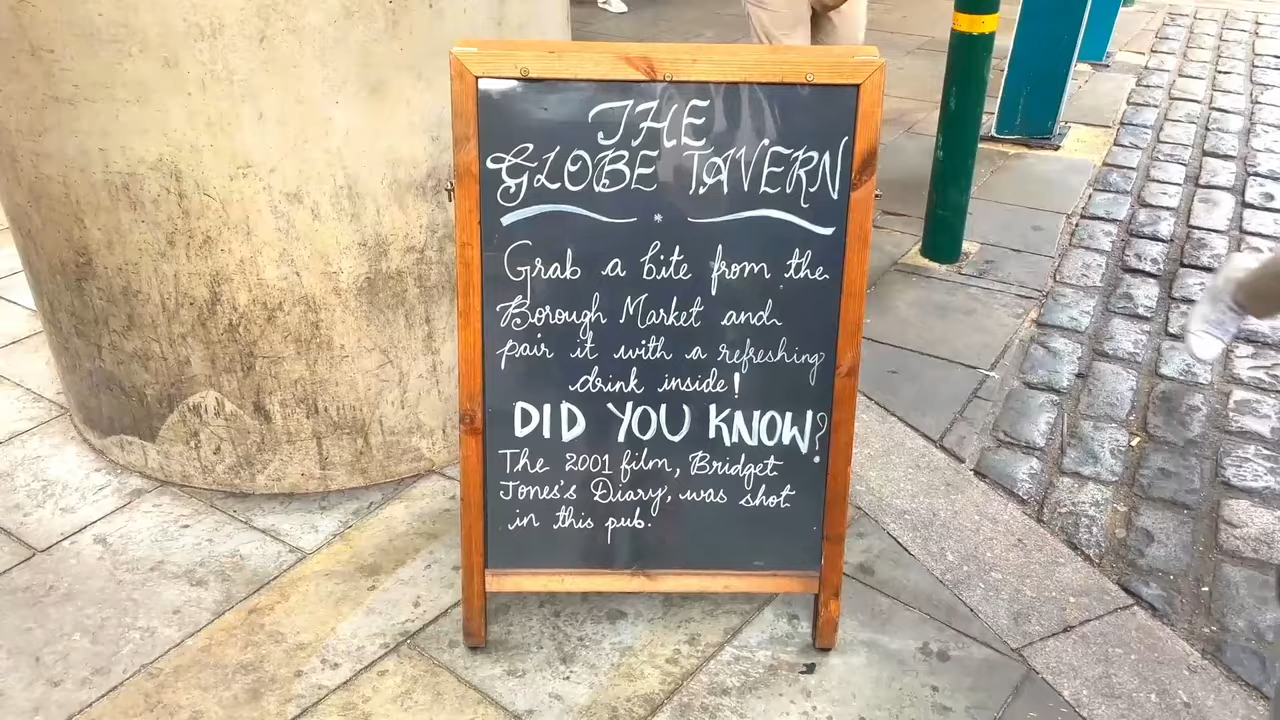 THE
GLOBE TAVERN
Grab a bite from the
Borough Market and
pair it with a refreshing
drink inside!
DID YOU KNOW?
The 2001 film, Bridget
Jones's Diary, was shot
in this pub.